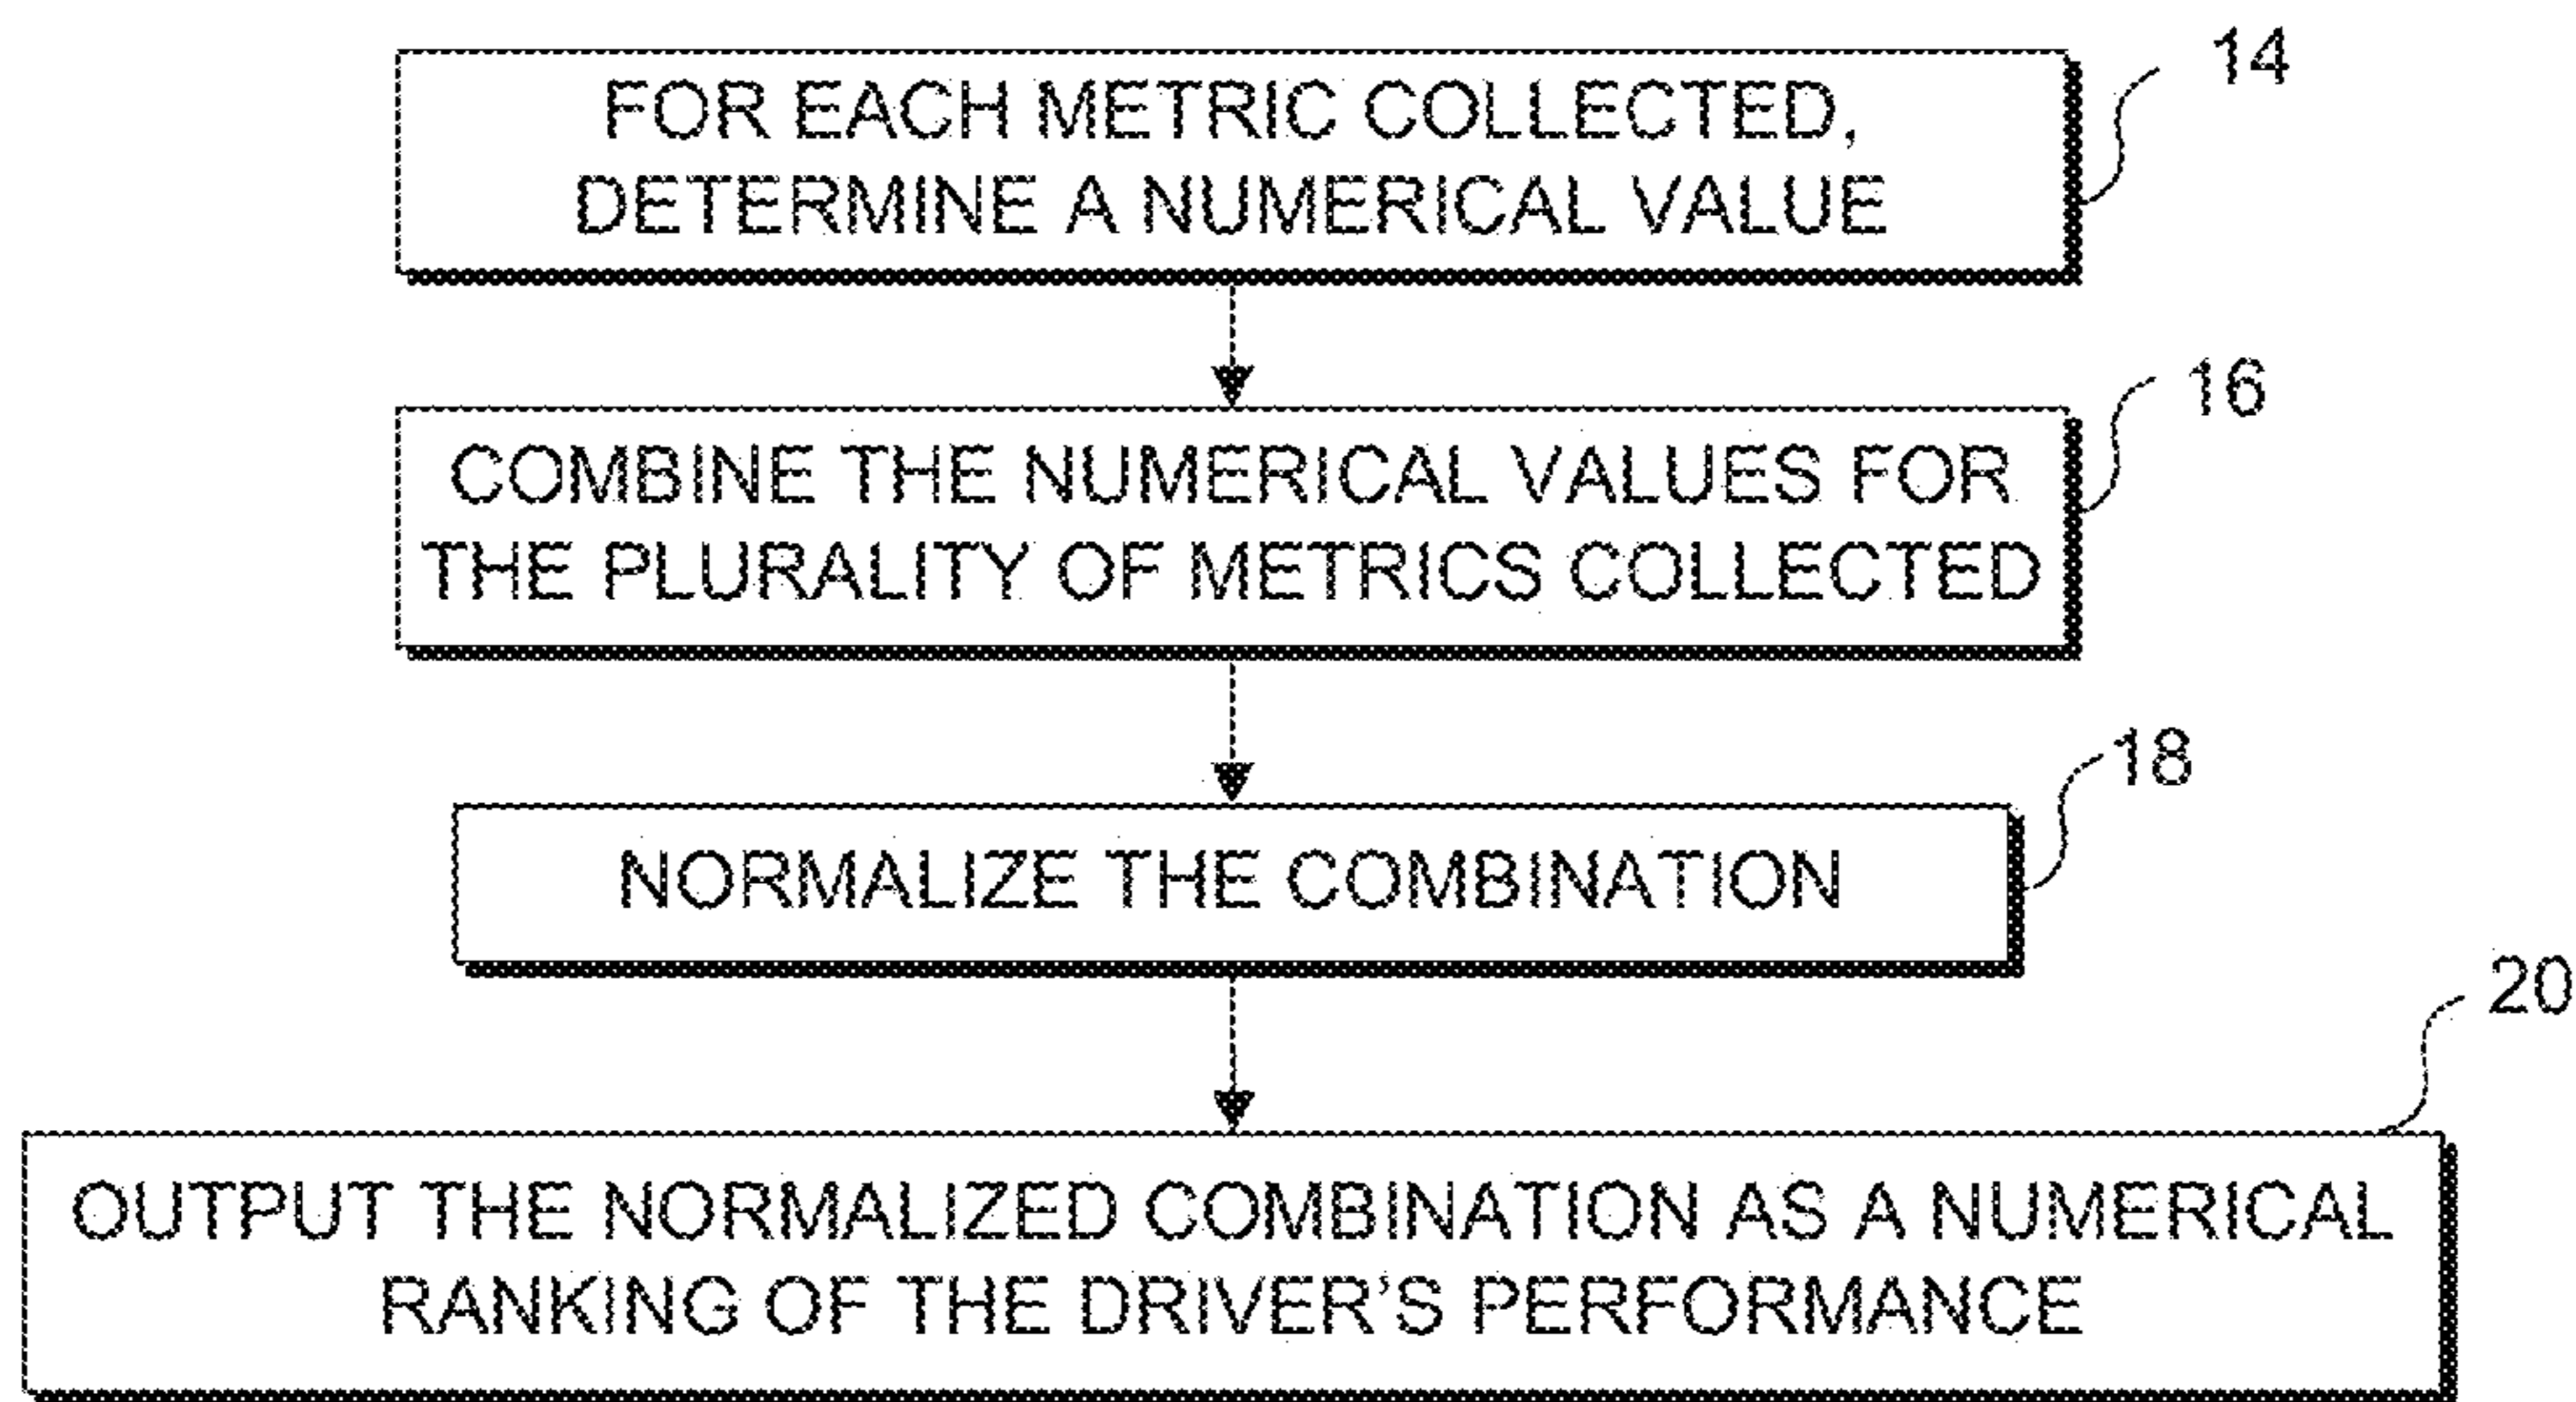 14
FOR EACH METRIC COLLECTED,
DETERMINE A NUMERICAL VALUE
16
COMBINE THE NUMERICAL VALUES FOR
THE PLURALITY OF METRICS COLLECTED
18
NORMALIZE THE COMBINATION
20
OUTPUT THE NORMALIZED COMBINATION AS A NUMERICAL
RANKING OF THE DRIVER'S PERFORMANCE